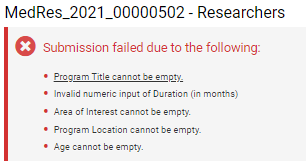 MedRes_2021_00000502 - Researchers
Submission failed due to the following:
Program Title cannot be empty.
Invalid numeric input of Duration (in months)
Area of Interest cannot be empty.
Program Location cannot be empty.
Age cannot be empty.